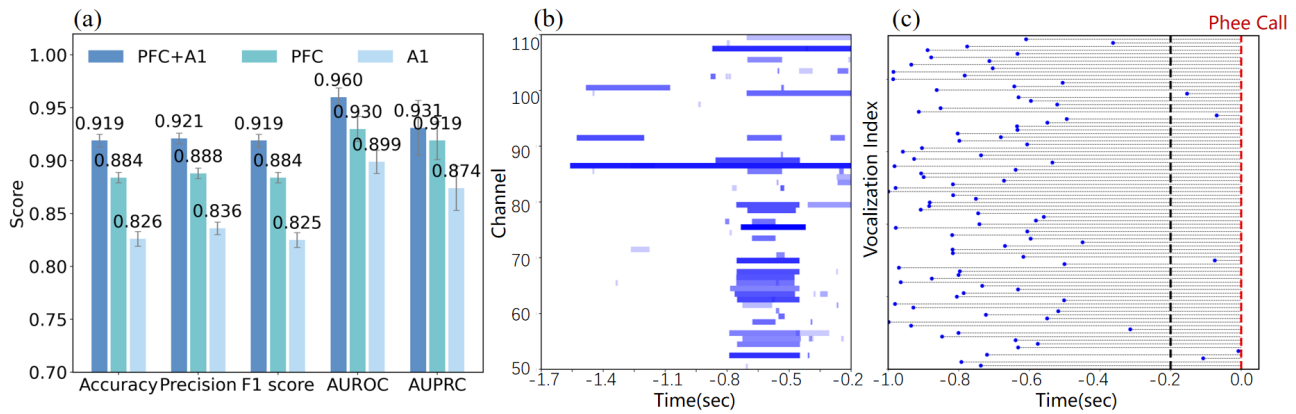 (a)
Score
1.00
0.95
0.90
0.85
0.80
0.75
0.70
PFC+A1 PFC A1
0.919
0.884
0.826
0.921
0.888
0.836
0.919
0.884
0.825
0.960
0.930
0.899
0.931
0.919
0.874
Accuracy Precision F1 score AUROC AUPRC
(b)
Channel
110
100
90
80
70
60
50
-1.7 -1.4 -1.1 -0.8 -0.5 -0.2
Time(sec)
(c)
Phee Call
Vocalization Index
-1.0 -0.8 -0.6 -0.4 -0.2 0.0
Time(sec)